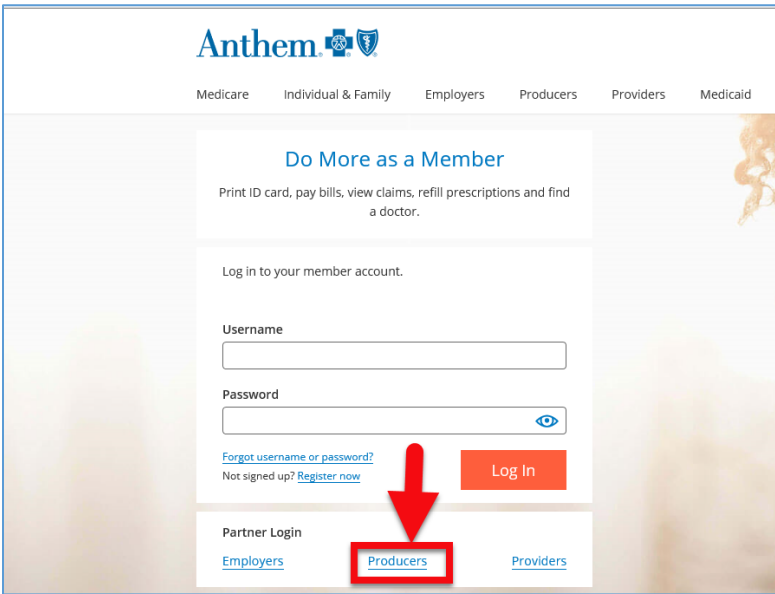 Anthem.
Medicare Individual & Family Employers Producers Providers Medicaid
Do More as a Member
Print ID card, pay bills, view claims, refill prescriptions and find
a doctor.
Log in to your member account.
Username
Password
Forgot username or password?
Not signed up? Register now
Log In
Partner Login
Employers Producers Providers